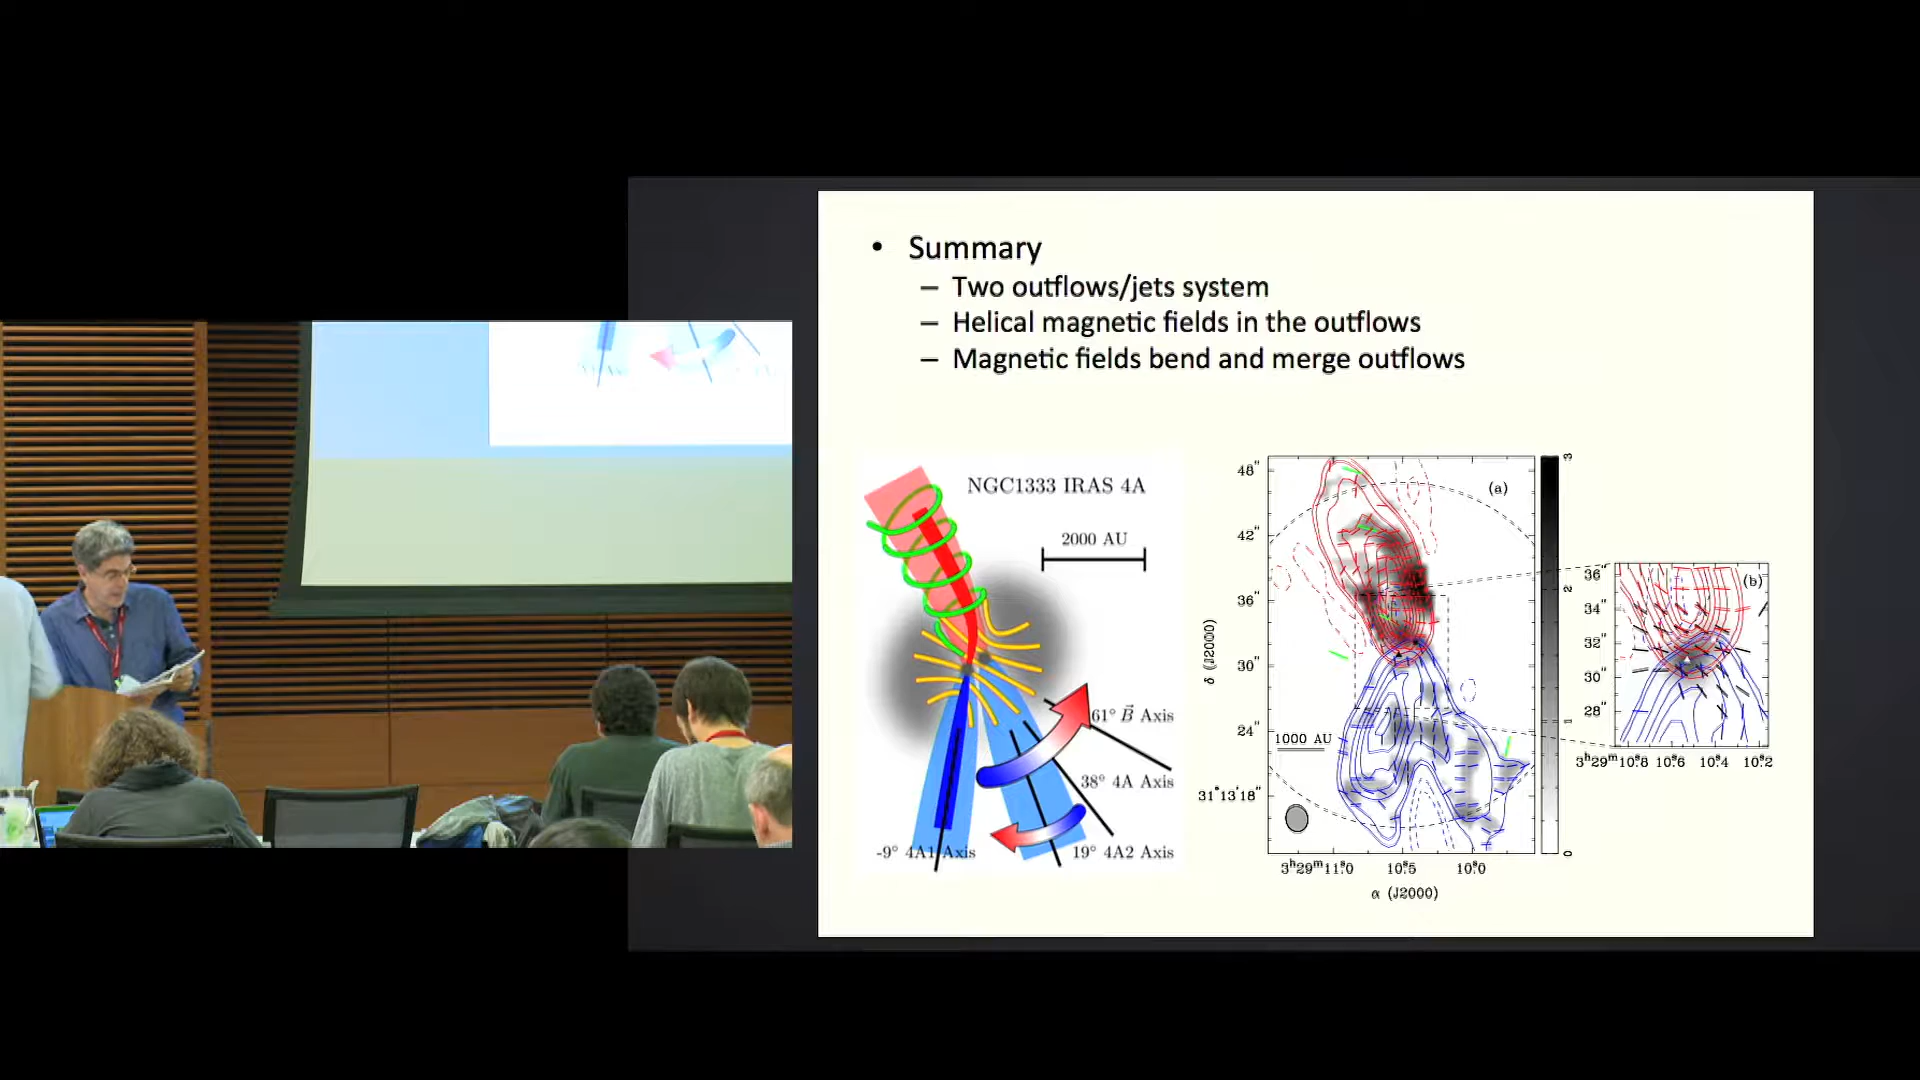 • Summary
– Two outflows/jets system
– Helical magnetic fields in the outflows
– Magnetic fields bend and merge outflows
NGC1333 IRAS 4A
2000 AU
61° B⃗ Axis
38° 4A Axis
-9° 4A1 Axis
19° 4A2 Axis
(a)
48"
42"
36"
30"
24"
31°13'18"
δ (J2000)
1000 AU
3ʰ29ᵐ11ˢ.0 10ˢ.5 10ˢ.0
α (J2000)
3
2
1
0
(b)
36"
34"
32"
30"
28"
3ʰ29ᵐ10ˢ.8 10ˢ.6 10ˢ.4 10ˢ.2